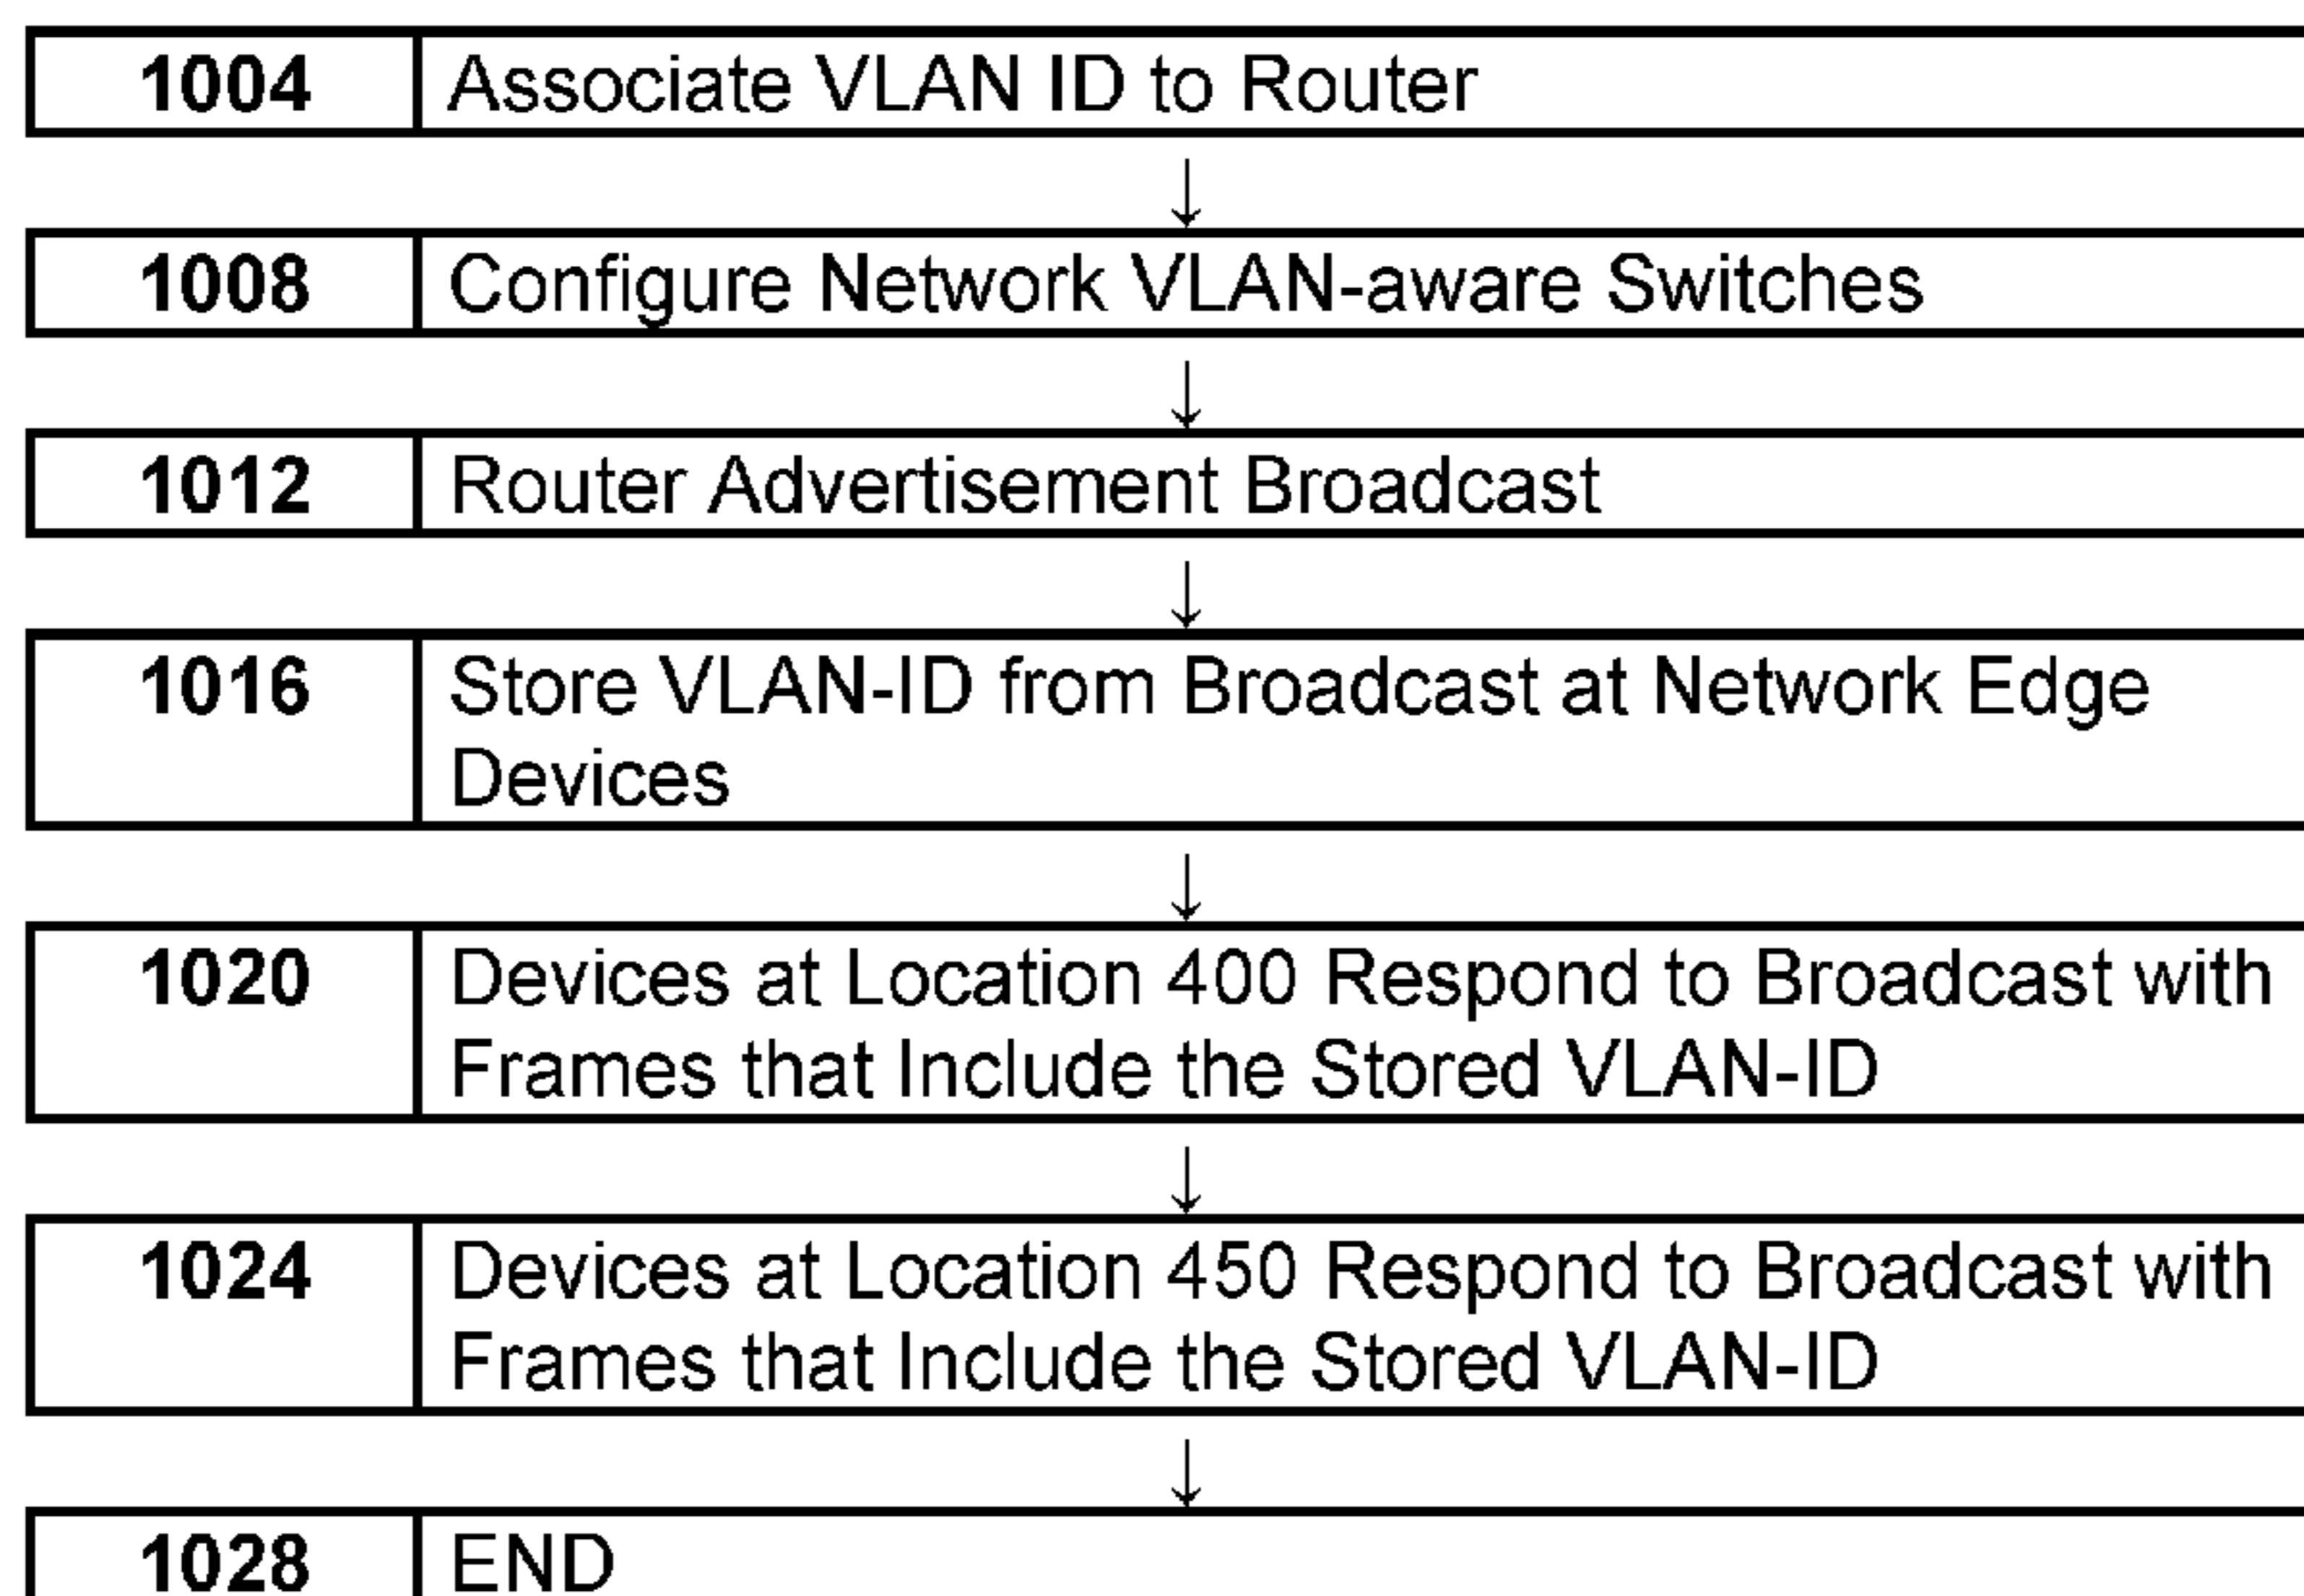 1004 Associate VLAN ID to Router
↓
1008 Configure Network VLAN-aware Switches
↓
1012 Router Advertisement Broadcast
↓
1016 Store VLAN-ID from Broadcast at Network Edge
Devices
↓
1020 Devices at Location 400 Respond to Broadcast with
Frames that Include the Stored VLAN-ID
↓
1024 Devices at Location 450 Respond to Broadcast with
Frames that Include the Stored VLAN-ID
↓
1028 END